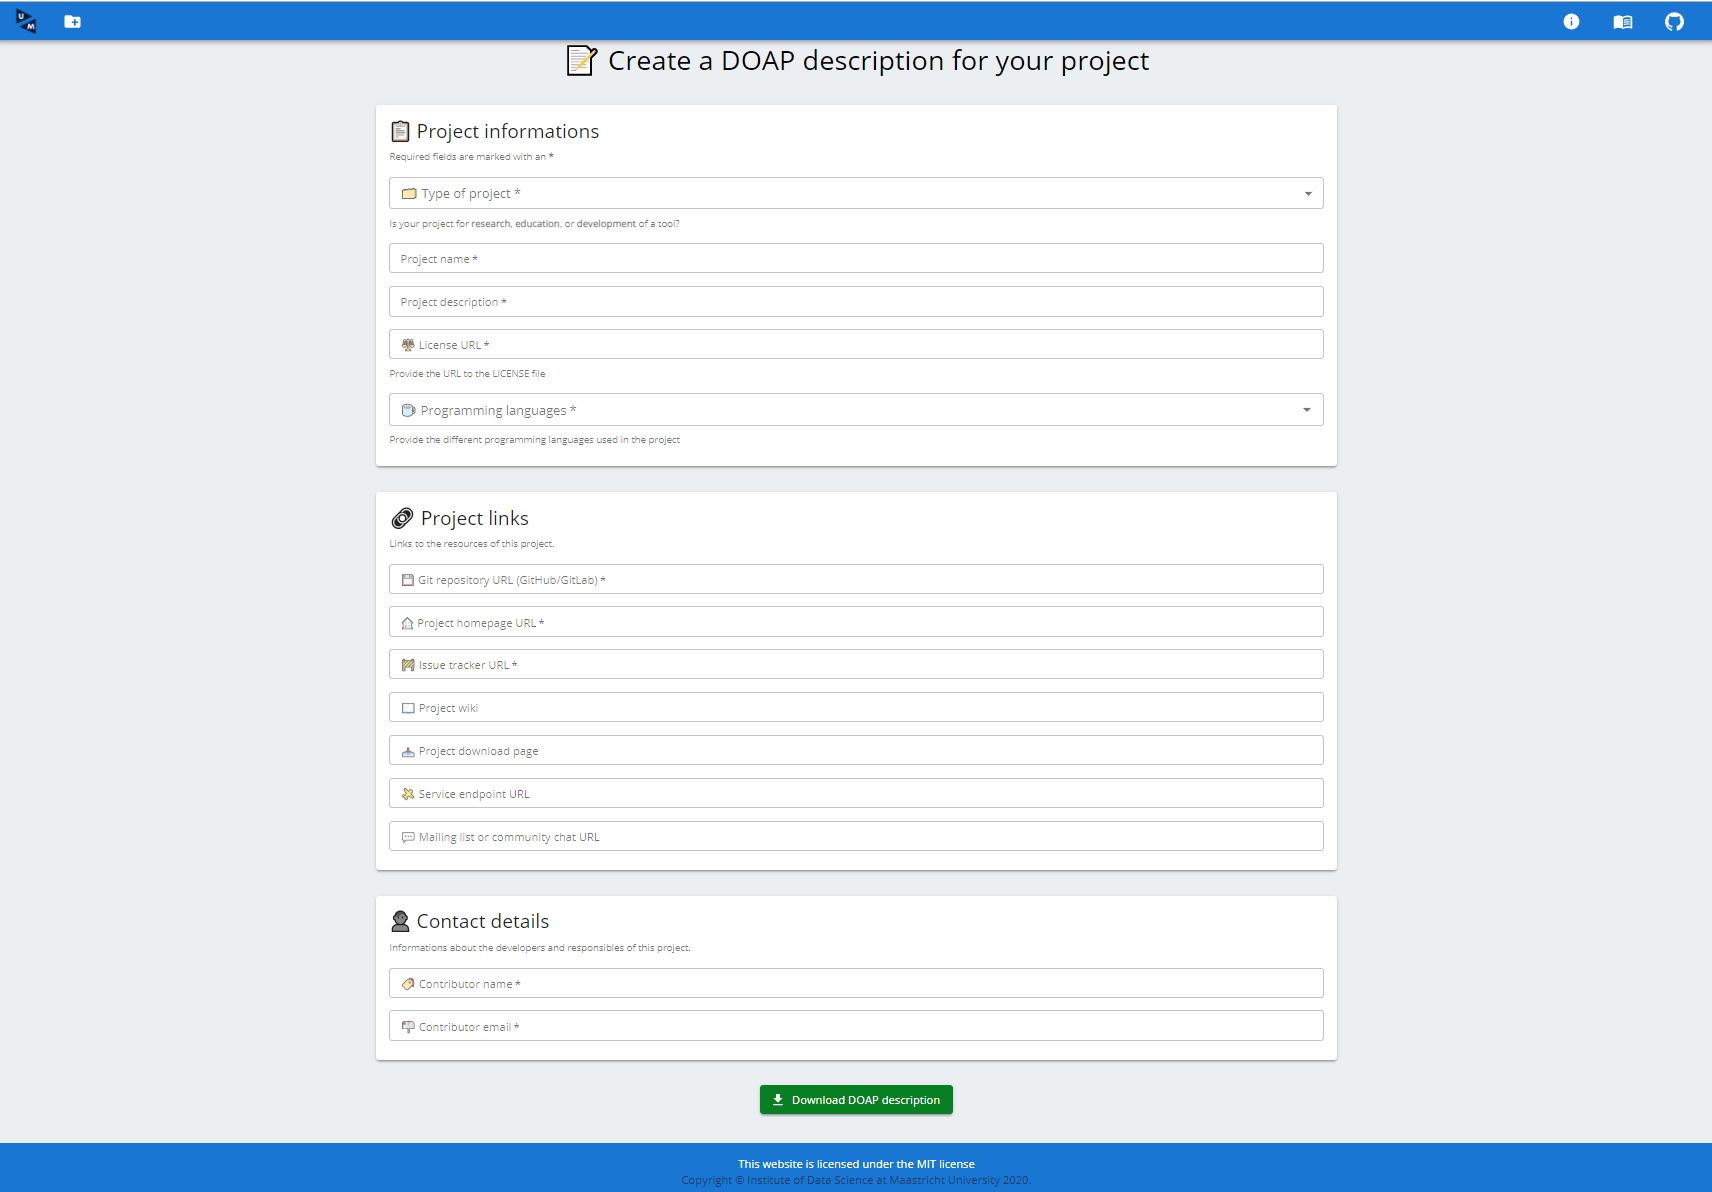 U
M
Create a DOAP description for your project
Project informations
Required fields are marked with an *
Type of project *
Is your project for research, education, or development of a tool?
Project name *
Project description *
License URL *
Provide the URL to the LICENSE file
Programming languages *
Provide the different programming languages used in the project
Project links
Links to the resources of this project.
Git repository URL (GitHub/GitLab) *
Project homepage URL *
Issue tracker URL *
Project wiki
Project download page
Service endpoint URL
Mailing list or community chat URL
Contact details
Informations about the developers and responsibles of this project.
Contributor name *
Contributor email *
Download DOAP description
This website is licensed under the MIT license
Copyright © Institute of Data Science at Maastricht University 2020.